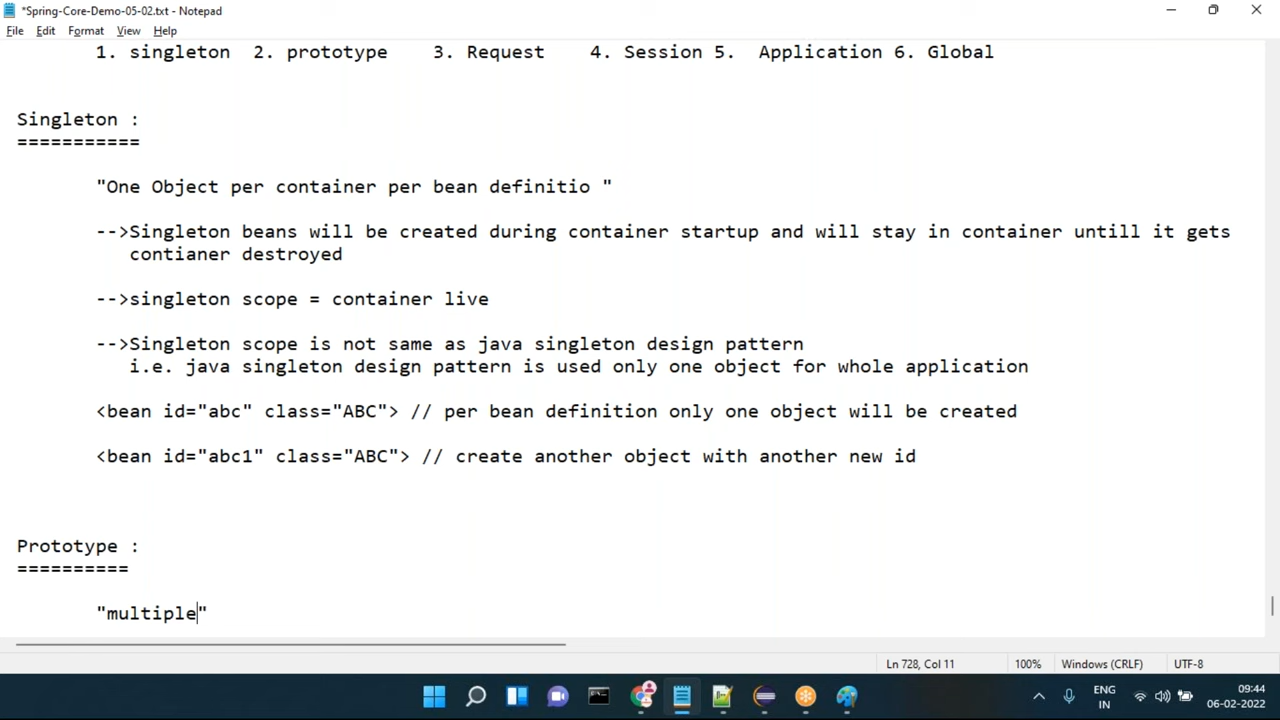 *Spring-Core-Demo-05-02.txt - Notepad
File Edit Format View Help
1. singleton 2. prototype 3. Request 4. Session 5. Application 6. Global
Singleton :
===========
"One Object per container per bean definitio "
-->Singleton beans will be created during container startup and will stay in container untill it gets
contianer destroyed
-->singleton scope = container live
-->Singleton scope is not same as java singleton design pattern
i.e. java singleton design pattern is used only one object for whole application
<bean id="abc" class="ABC"> // per bean definition only one object will be created
<bean id="abc1" class="ABC"> // create another object with another new id
Prototype :
==========
"multiple"
Ln 728, Col 11 100% Windows (CRLF) UTF-8
ENG 09:44
IN 06-02-2022